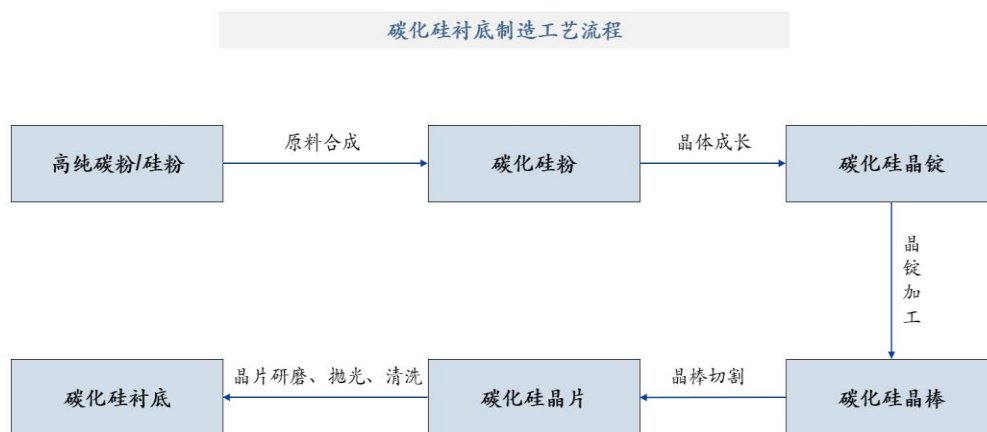 碳化硅衬底制造工艺流程
高纯碳粉/硅粉
原料合成
碳化硅粉
晶体成长
碳化硅晶锭
晶锭加工
碳化硅晶棒
晶棒切割
碳化硅晶片
晶片研磨、抛光、清洗
碳化硅衬底